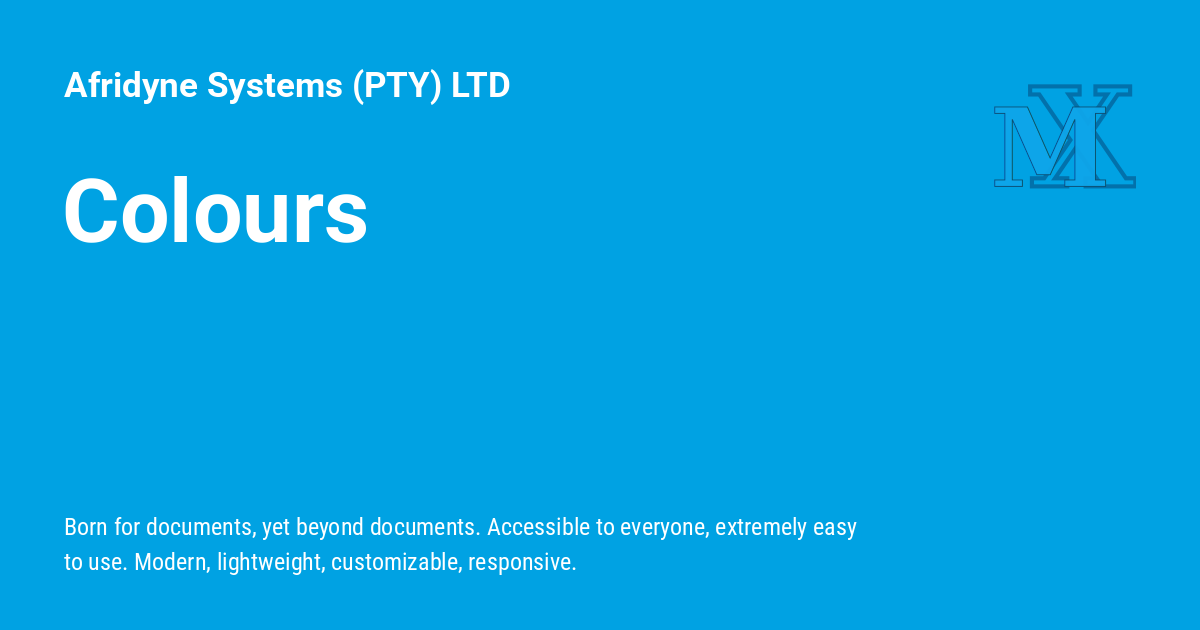 Afridyne Systems (PTY) LTD
MX
Colours
Born for documents, yet beyond documents. Accessible to everyone, extremely easy
to use. Modern, lightweight, customizable, responsive.